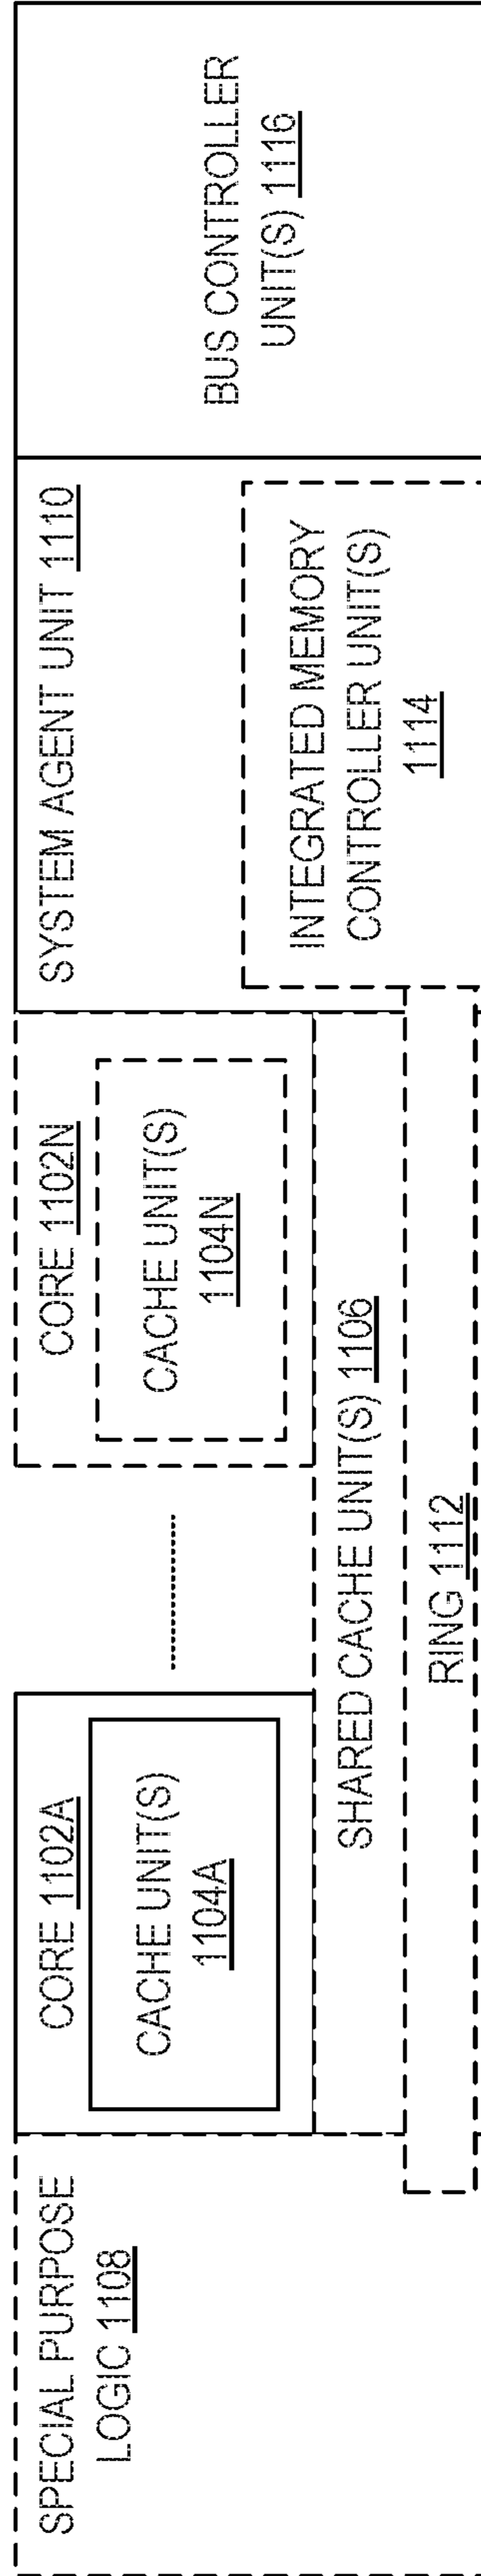 SPECIAL PURPOSE
LOGIC 1108
CORE 1102A
CACHE UNIT(S)
1104A
CORE 1102N
CACHE UNIT(S)
1104N
SHARED CACHE UNIT(S) 1106
RING 1112
SYSTEM AGENT UNIT 1110
INTEGRATED MEMORY
CONTROLLER UNIT(S)
1114
BUS CONTROLLER
UNIT(S) 1116